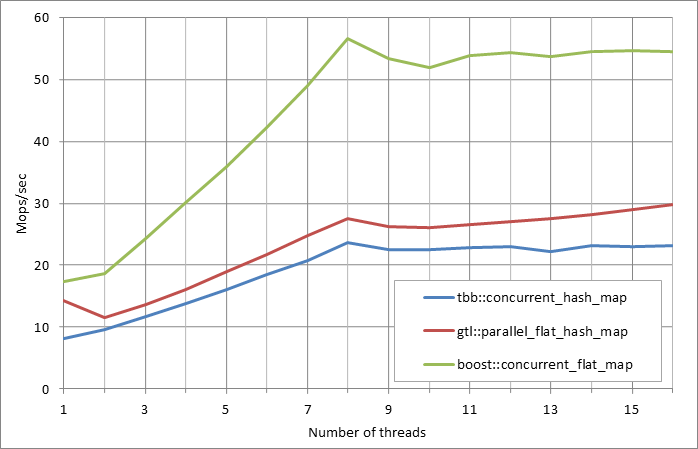 60
50
40
30
20
10
0
Mops/sec
tbb::concurrent_hash_map
gtl::parallel_flat_hash_map
boost::concurrent_flat_map
1 3 5 7 9 11 13 15
Number of threads